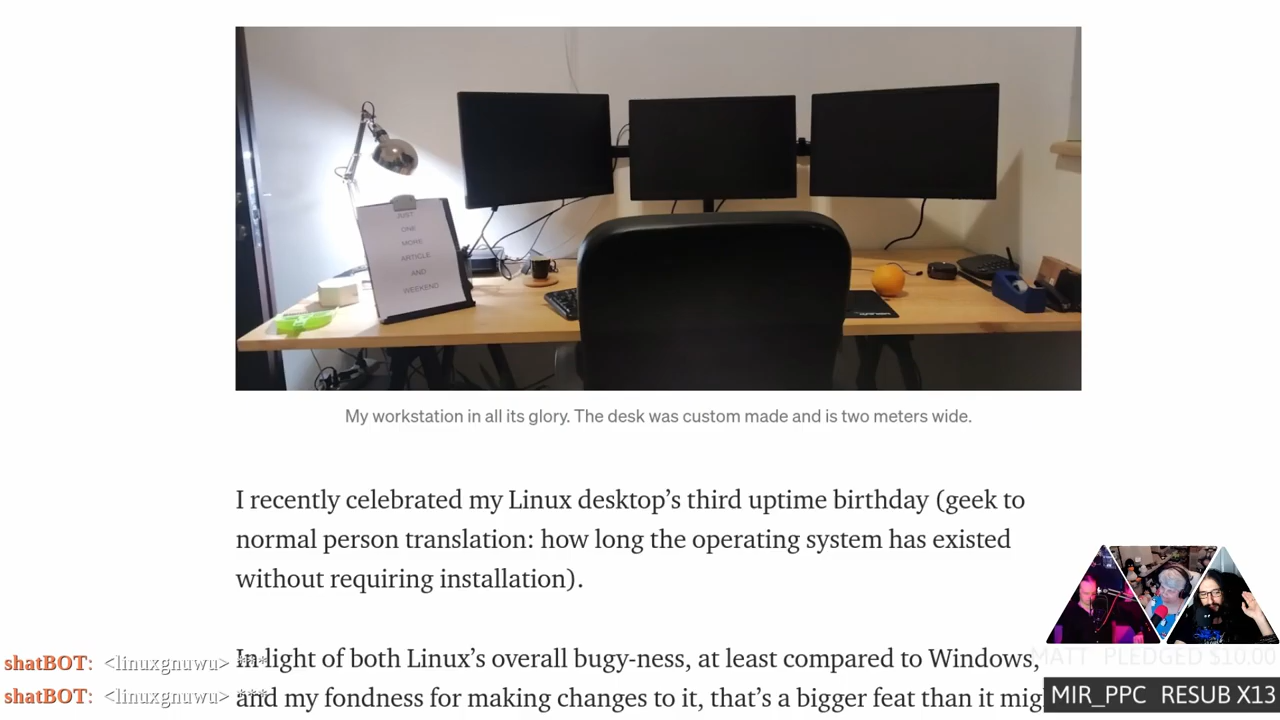 JUST
ONE
MORE
ARTICLE
AND
WEEKEND
My workstation in all its glory. The desk was custom made and is two meters wide.
I recently celebrated my Linux desktop’s third uptime birthday (geek to
normal person translation: how long the operating system has existed
without requiring installation).
In light of both Linux’s overall bugy-ness, at least compared to Windows,
and my fondness for making changes to it, that’s a bigger feat than it mig
shatBOT: <linuxgnuwu> ***
shatBOT: <linuxgnuwu> ***
MATT PLEDGED $10.00
MIR_PPC RESUB X13